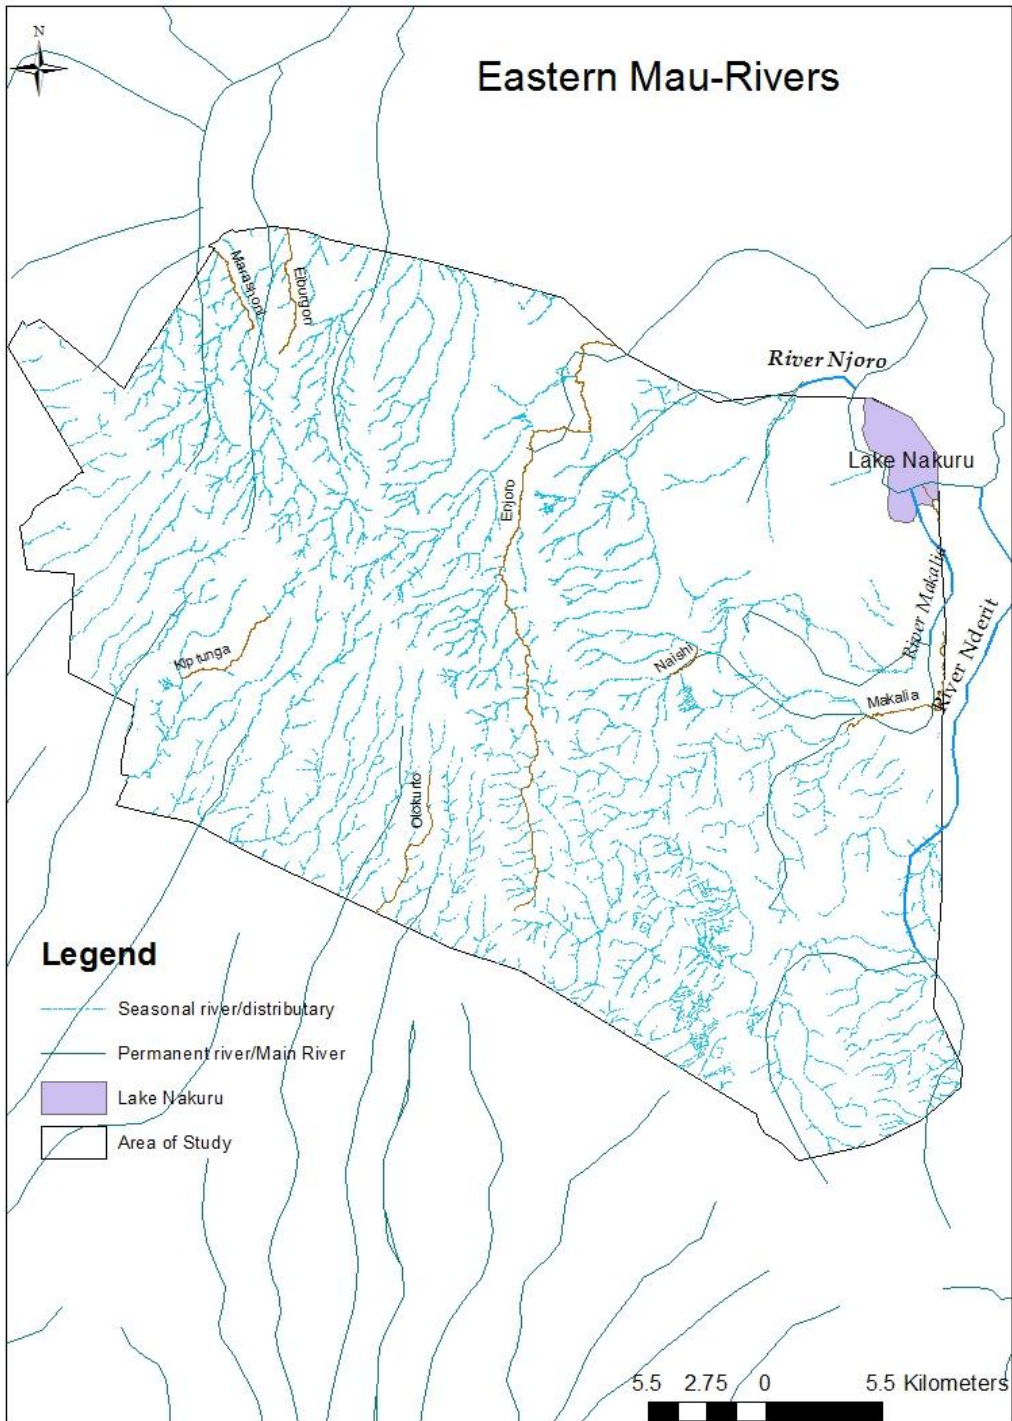 N
Eastern Mau-Rivers
Marashoni
Elburgon
River Njoro
Lake Nakuru
Enjoro
River Makalia
River Nderit
Kiptunga
Naishi
Makalia
Olokurto
Legend
Seasonal river/distributary
Permanent river/Main River
Lake Nakuru
Area of Study
5.5 2.75 0 5.5 Kilometers